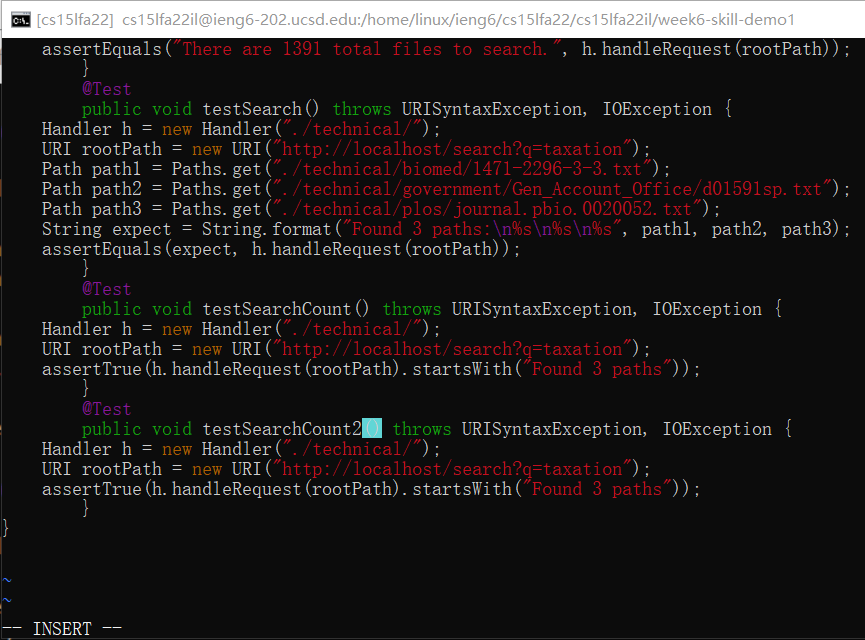 [cs15lfa22] cs15lfa22il@ieng6-202.ucsd.edu:/home/linux/ieng6/cs15lfa22/cs15lfa22il/week6-skill-demo1
    assertEquals("There are 1391 total files to search.", h.handleRequest(rootPath));
        }
        @Test
        public void testSearch() throws URISyntaxException, IOException {
    Handler h = new Handler("./technical/");
    URI rootPath = new URI("http://localhost/search?q=taxation");
    Path path1 = Paths.get("./technical/biomed/1471-2296-3-3.txt");
    Path path2 = Paths.get("./technical/government/Gen_Account_Office/d01591sp.txt");
    Path path3 = Paths.get("./technical/plos/journal.pbio.0020052.txt");
    String expect = String.format("Found 3 paths:\n%s\n%s\n%s", path1, path2, path3);
    assertEquals(expect, h.handleRequest(rootPath));
        }
        @Test
        public void testSearchCount() throws URISyntaxException, IOException {
    Handler h = new Handler("./technical/");
    URI rootPath = new URI("http://localhost/search?q=taxation");
    assertTrue(h.handleRequest(rootPath).startsWith("Found 3 paths"));
        }
        @Test
        public void testSearchCount2() throws URISyntaxException, IOException {
    Handler h = new Handler("./technical/");
    URI rootPath = new URI("http://localhost/search?q=taxation");
    assertTrue(h.handleRequest(rootPath).startsWith("Found 3 paths"));
        }
}
~
~
-- INSERT --